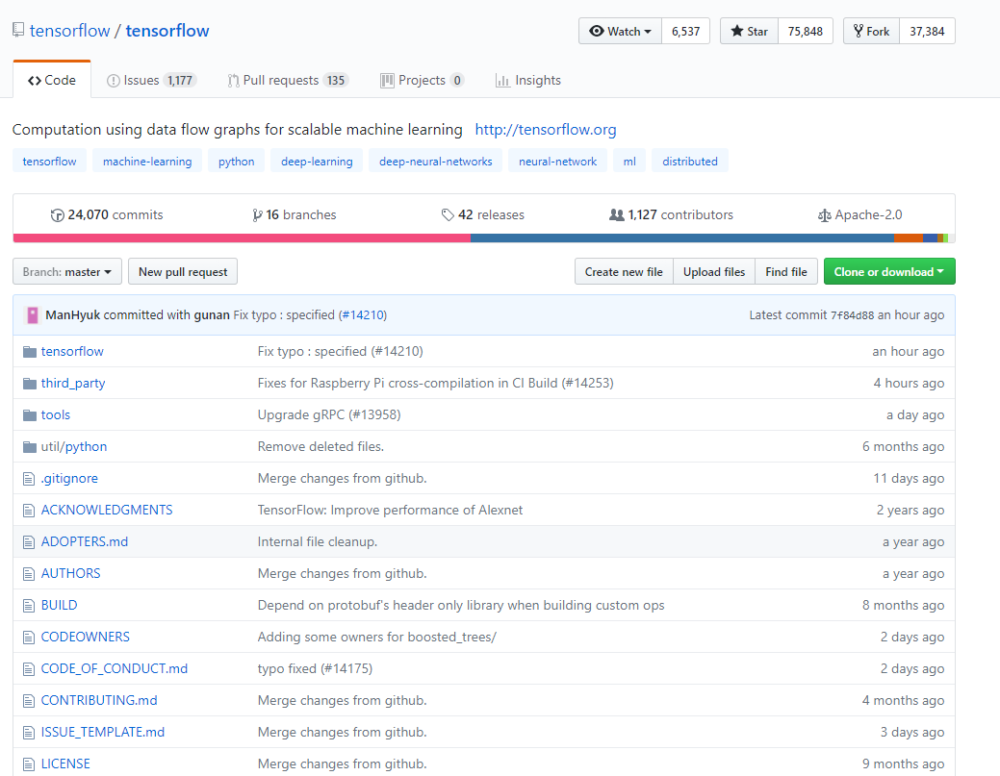 tensorflow / tensorflow
Watch 6,537 Star 75,848 Fork 37,384
Code Issues 1,177 Pull requests 135 Projects 0 Insights
Computation using data flow graphs for scalable machine learning http://tensorflow.org
tensorflow machine-learning python deep-learning deep-neural-networks neural-network ml distributed
24,070 commits 16 branches 42 releases 1,127 contributors Apache-2.0
Branch: master New pull request Create new file Upload files Find file Clone or download
ManHyuk committed with gunan Fix typo : specified (#14210) Latest commit 7f84d88 an hour ago
tensorflow Fix typo : specified (#14210) an hour ago
third_party Fixes for Raspberry Pi cross-compilation in CI Build (#14253) 4 hours ago
tools Upgrade gRPC (#13958) a day ago
util/python Remove deleted files. 6 months ago
.gitignore Merge changes from github. 11 days ago
ACKNOWLEDGMENTS TensorFlow: Improve performance of Alexnet 2 years ago
ADOPTERS.md Internal file cleanup. a year ago
AUTHORS Merge changes from github. a year ago
BUILD Depend on protobuf's header only library when building custom ops 8 months ago
CODEOWNERS Adding some owners for boosted_trees/ 2 days ago
CODE_OF_CONDUCT.md typo fixed (#14175) 2 days ago
CONTRIBUTING.md Merge changes from github. 4 months ago
ISSUE_TEMPLATE.md Merge changes from github. 3 days ago
LICENSE Merge changes from github. 9 months ago